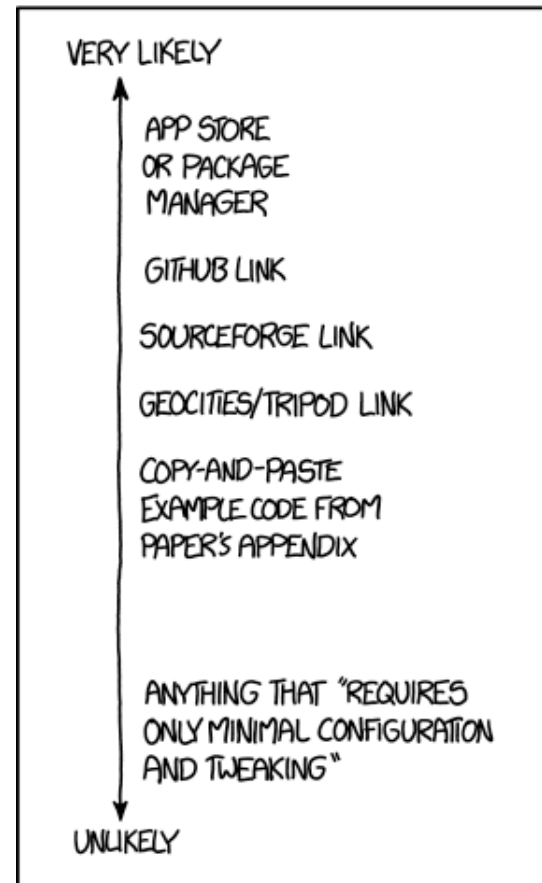 VERY LIKELY
APP STORE
OR PACKAGE
MANAGER
GITHUB LINK
SOURCEFORGE LINK
GEOCITIES/TRIPOD LINK
COPY-AND-PASTE
EXAMPLE CODE FROM
PAPER'S APPENDIX
ANYTHING THAT "REQUIRES
ONLY MINIMAL CONFIGURATION
AND TWEAKING"
UNLIKELY